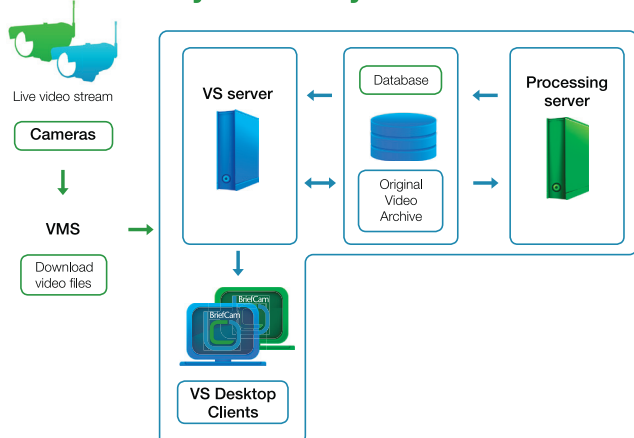 Live video stream
Cameras
VMS
Download
video files
VS server
Database
Original
Video
Archive
Processing
server
BriefCam
BriefCam
VS Desktop
Clients